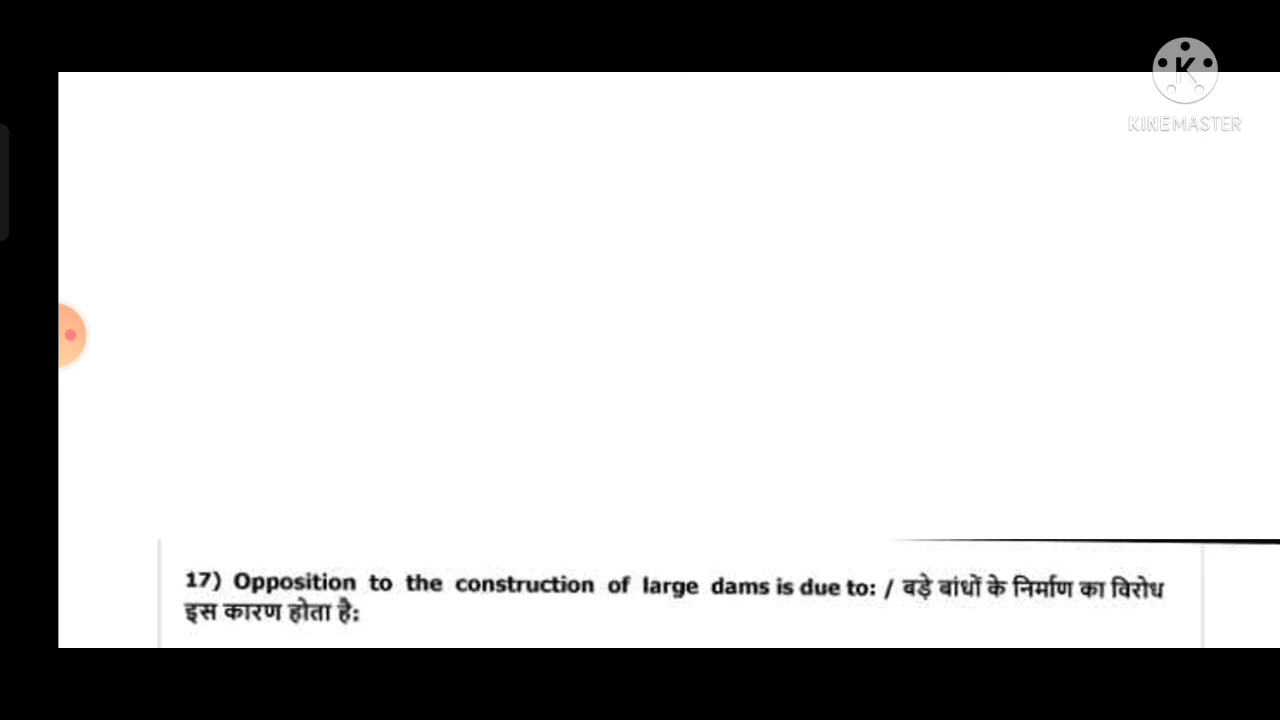 KINEMASTER
17) Opposition to the construction of large dams is due to: / बड़े बांधों के निर्माण का विरोध
इस कारण होता है: